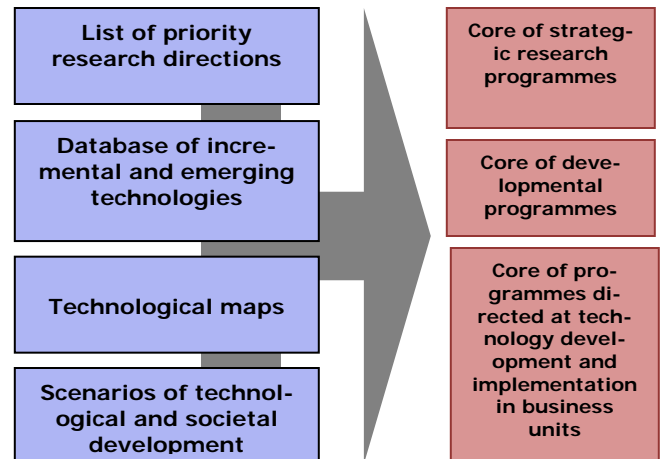 List of priority
research directions
Database of incre-
mental and emerging
technologies
Technological maps
Scenarios of technol-
ogical and societal
development
Core of strateg-
ic research
programmes
Core of deve-
lopmental
programmes
Core of pro-
grammes di-
rected at tech-
nology devel-
opment and
implementation
in business
units